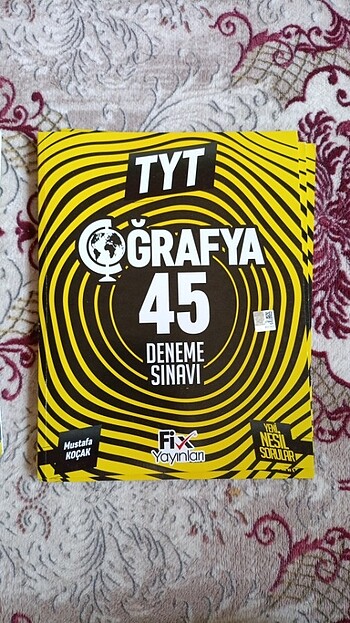 TYT
COĞRAFYA
45
DENEME
SINAVI
Mustafa
KOÇAK
Fix
Yayınları
YENİ
NESİL
SORULAR